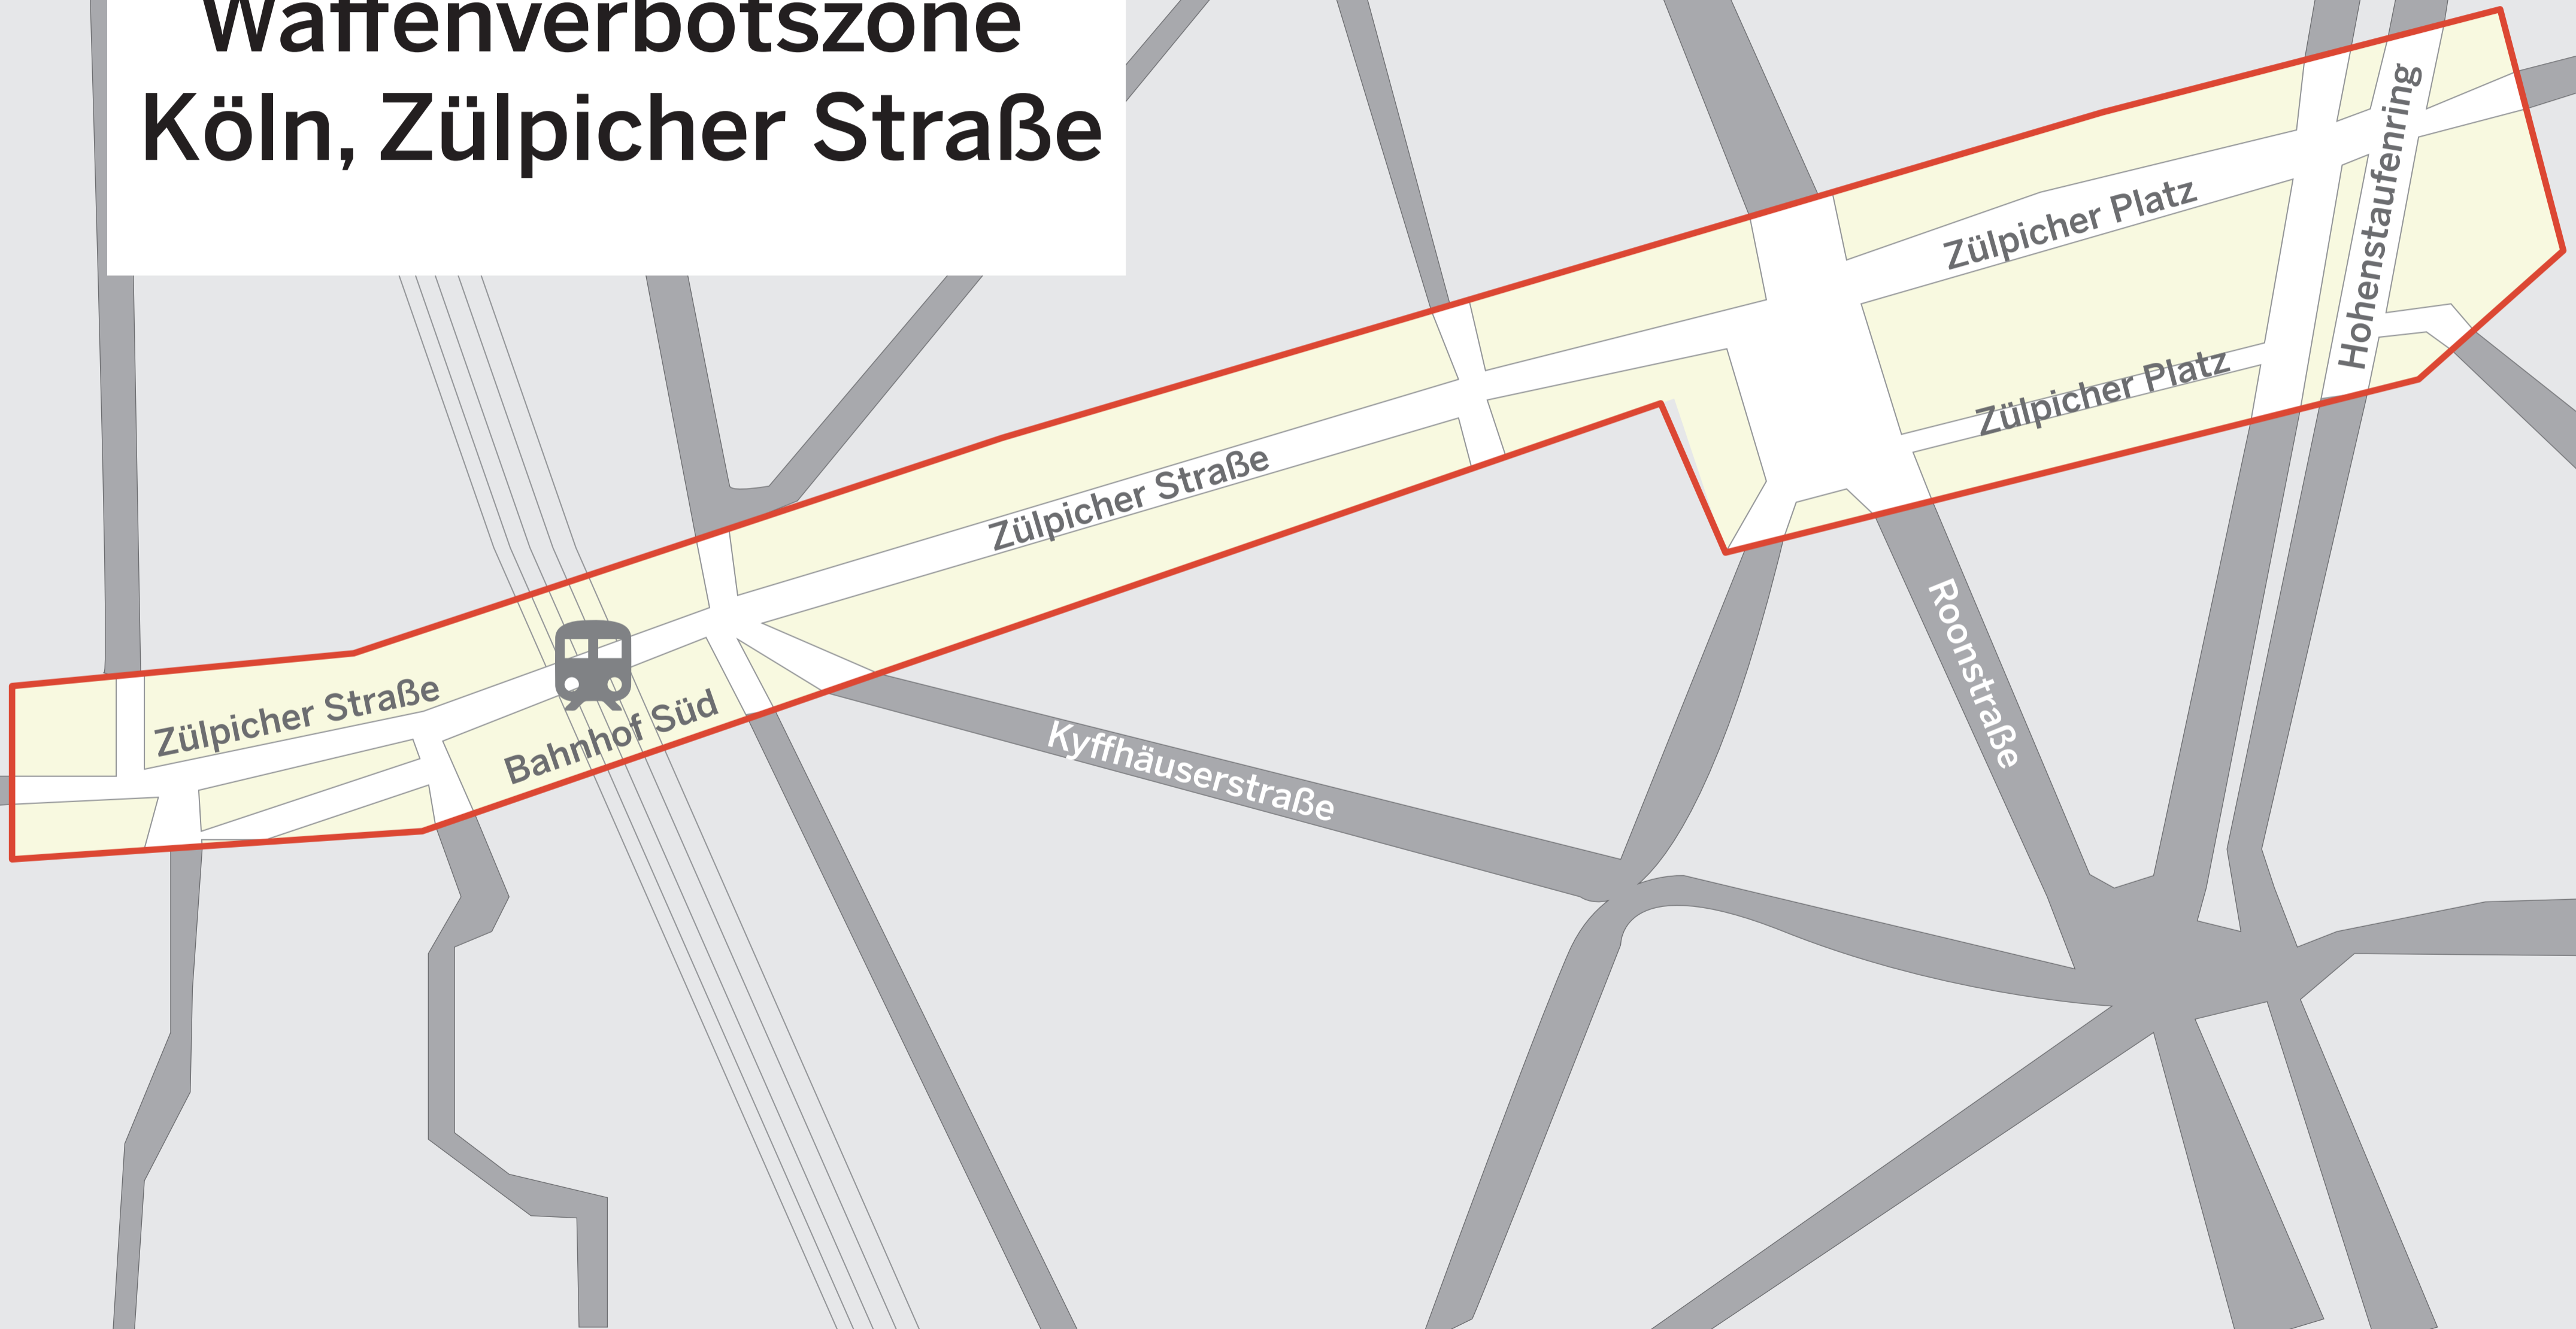 Waffenverbotszone
Köln, Zülpicher Straße
Hohenstaufenring
Zülpicher Platz
Zülpicher Platz
Zülpicher Straße
Zülpicher Straße
Bahnhof Süd
Roonstraße
Kyffhäuserstraße